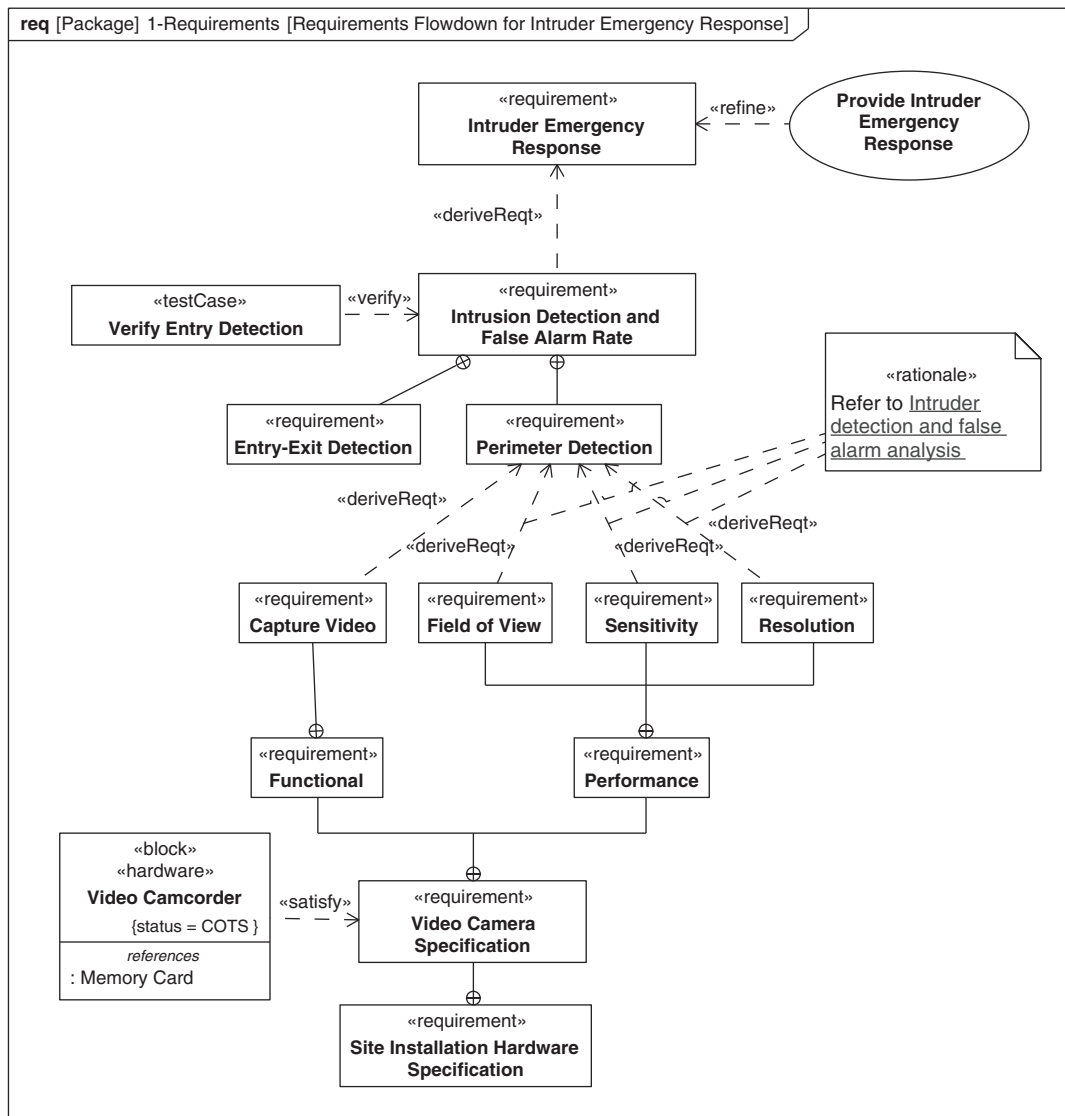 req [Package] 1-Requirements [Requirements Flowdown for Intruder Emergency Response]
«requirement»
Intruder Emergency
Response
«refine»
Provide Intruder
Emergency
Response
«deriveReqt»
«testCase»
Verify Entry Detection
«verify»
«requirement»
Intrusion Detection and
False Alarm Rate
«rationale»
Refer to Intruder
detection and false
alarm analysis
«requirement»
Entry-Exit Detection
«requirement»
Perimeter Detection
«deriveReqt»
«deriveReqt»
«deriveReqt»
«deriveReqt»
«requirement»
Capture Video
«requirement»
Field of View
«requirement»
Sensitivity
«requirement»
Resolution
«requirement»
Functional
«requirement»
Performance
«block»
«hardware»
Video Camcorder
{status = COTS }
references
: Memory Card
«satisfy»
«requirement»
Video Camera
Specification
«requirement»
Site Installation Hardware
Specification